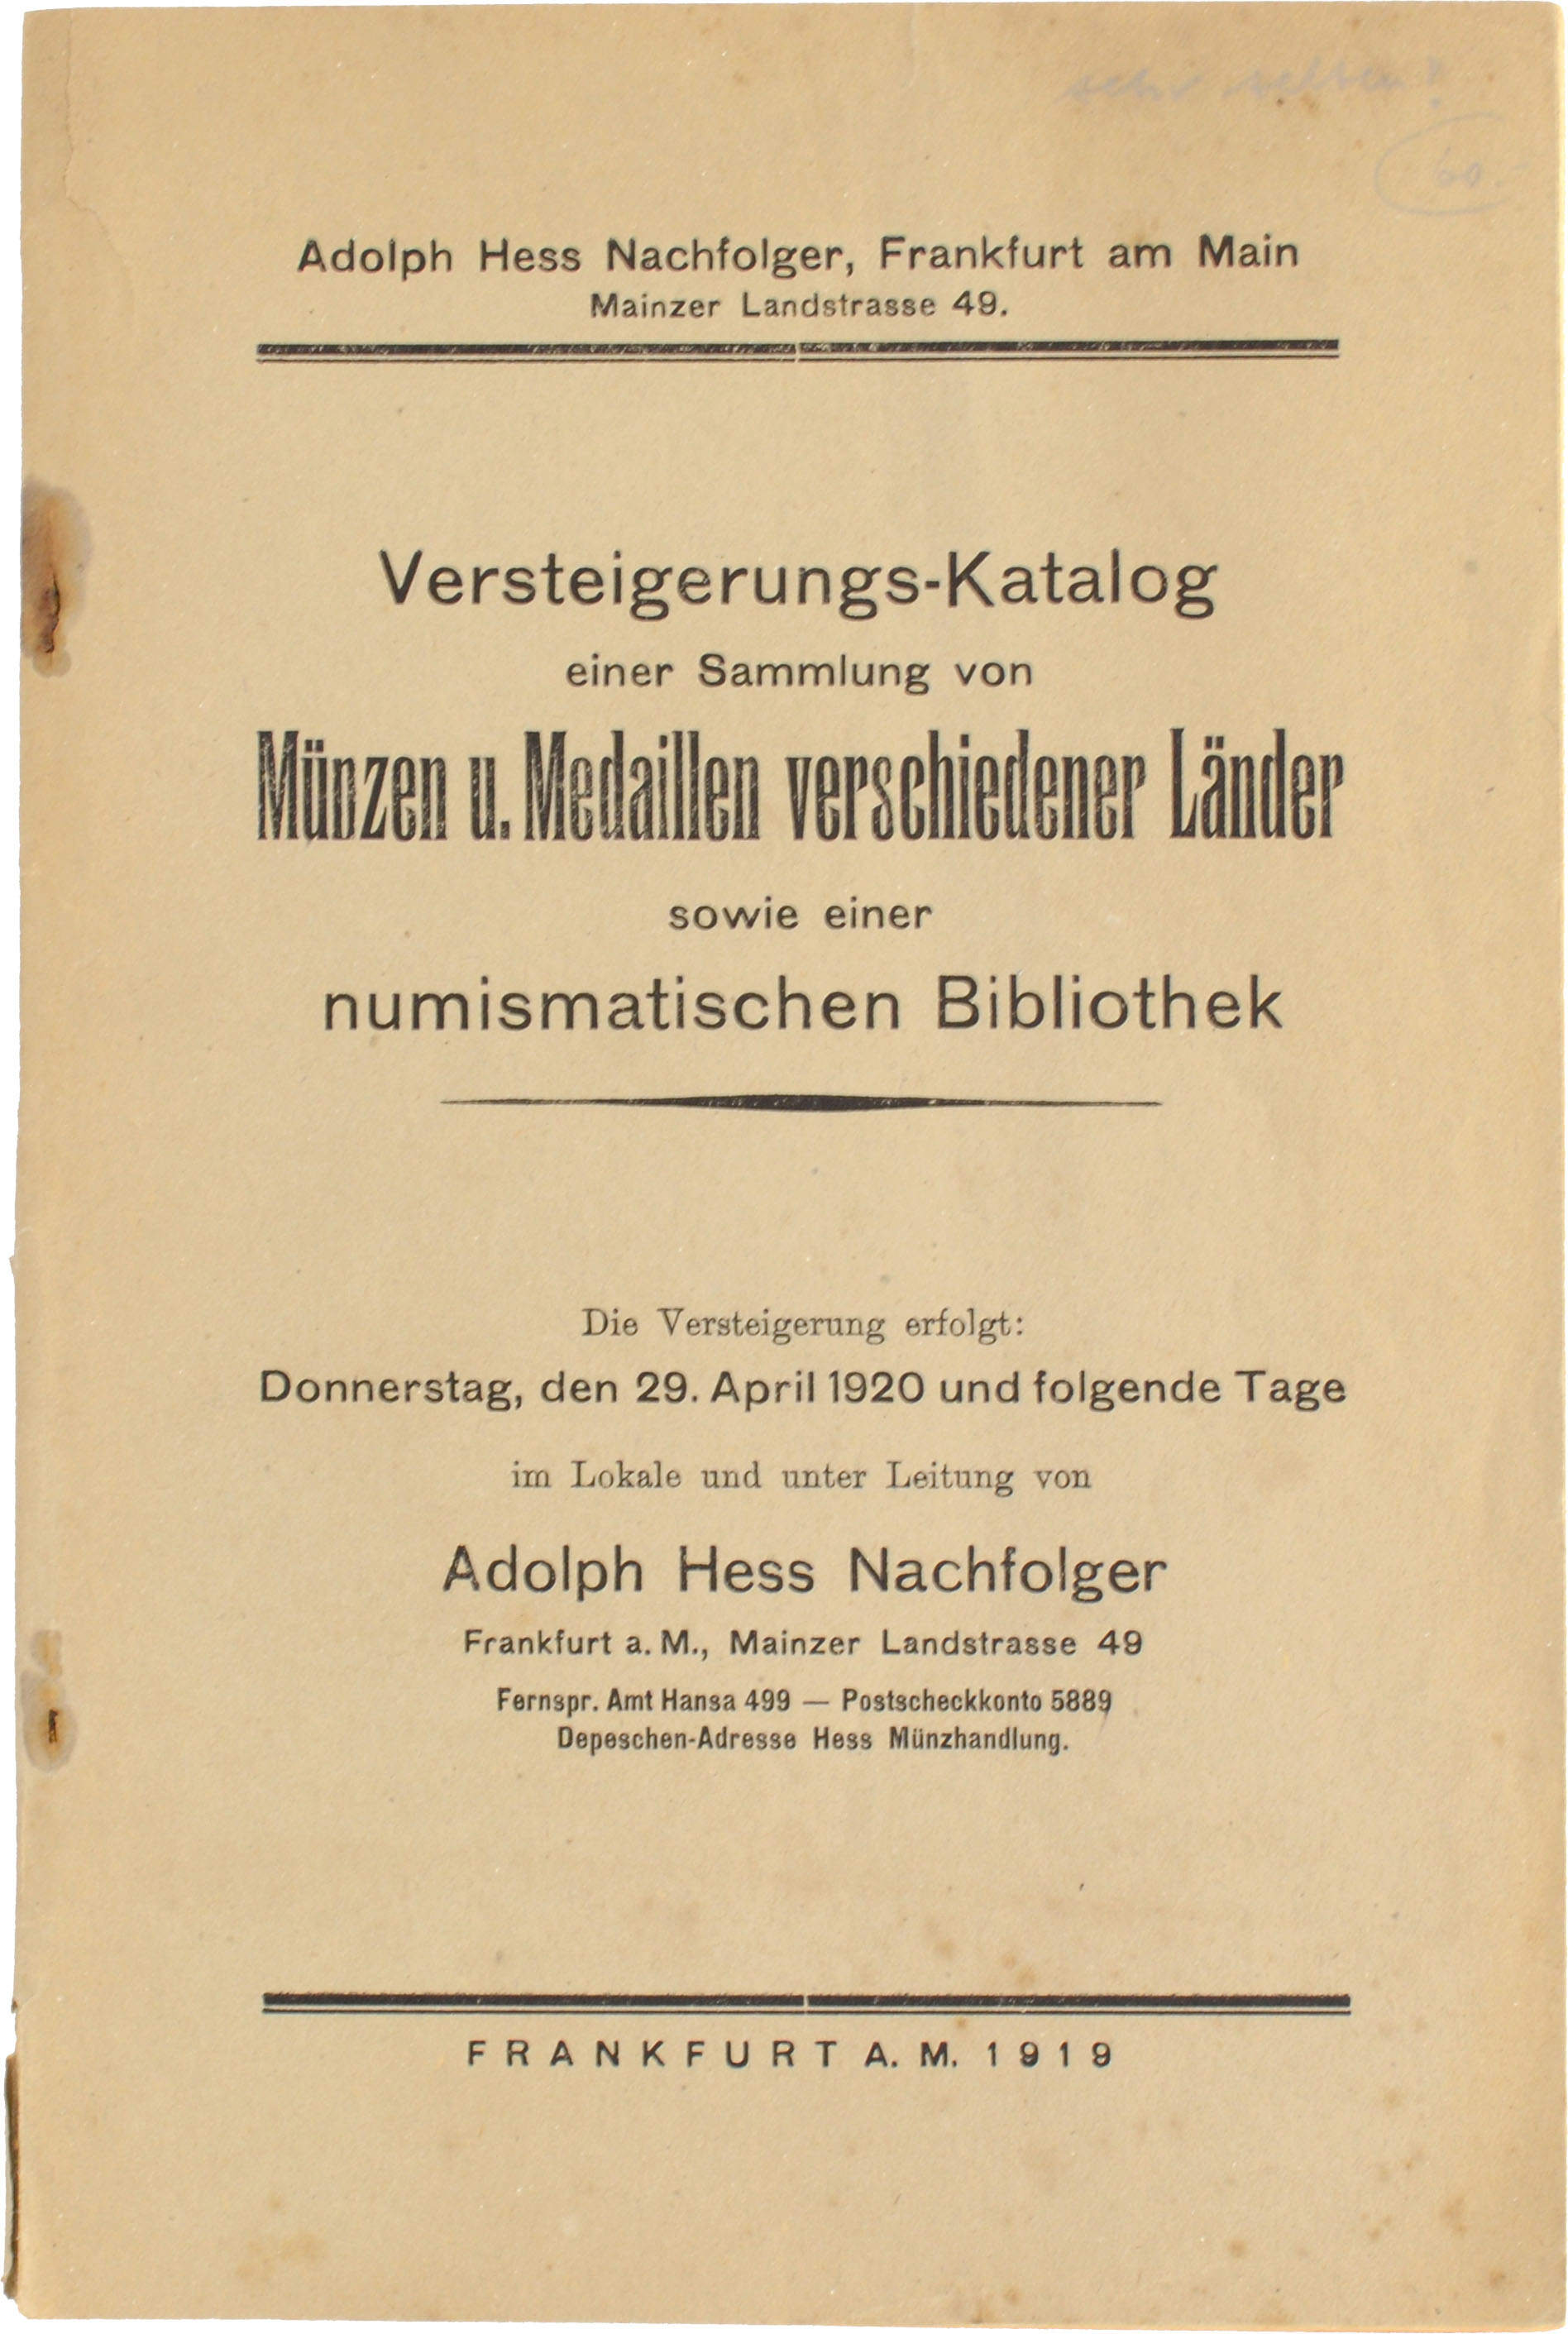 sehr selten!
60.
Adolph Hess Nachfolger, Frankfurt am Main
Mainzer Landstrasse 49.
Versteigerungs-Katalog
einer Sammlung von
Münzen u. Medaillen verschiedener Länder
sowie einer
numismatischen Bibliothek
Die Versteigerung erfolgt:
Donnerstag, den 29. April 1920 und folgende Tage
im Lokale und unter Leitung von
Adolph Hess Nachfolger
Frankfurt a. M., Mainzer Landstrasse 49
Fernspr. Amt Hansa 499 — Postscheckkonto 5889
Depeschen-Adresse Hess Münzhandlung.
FRANKFURT A. M. 1919